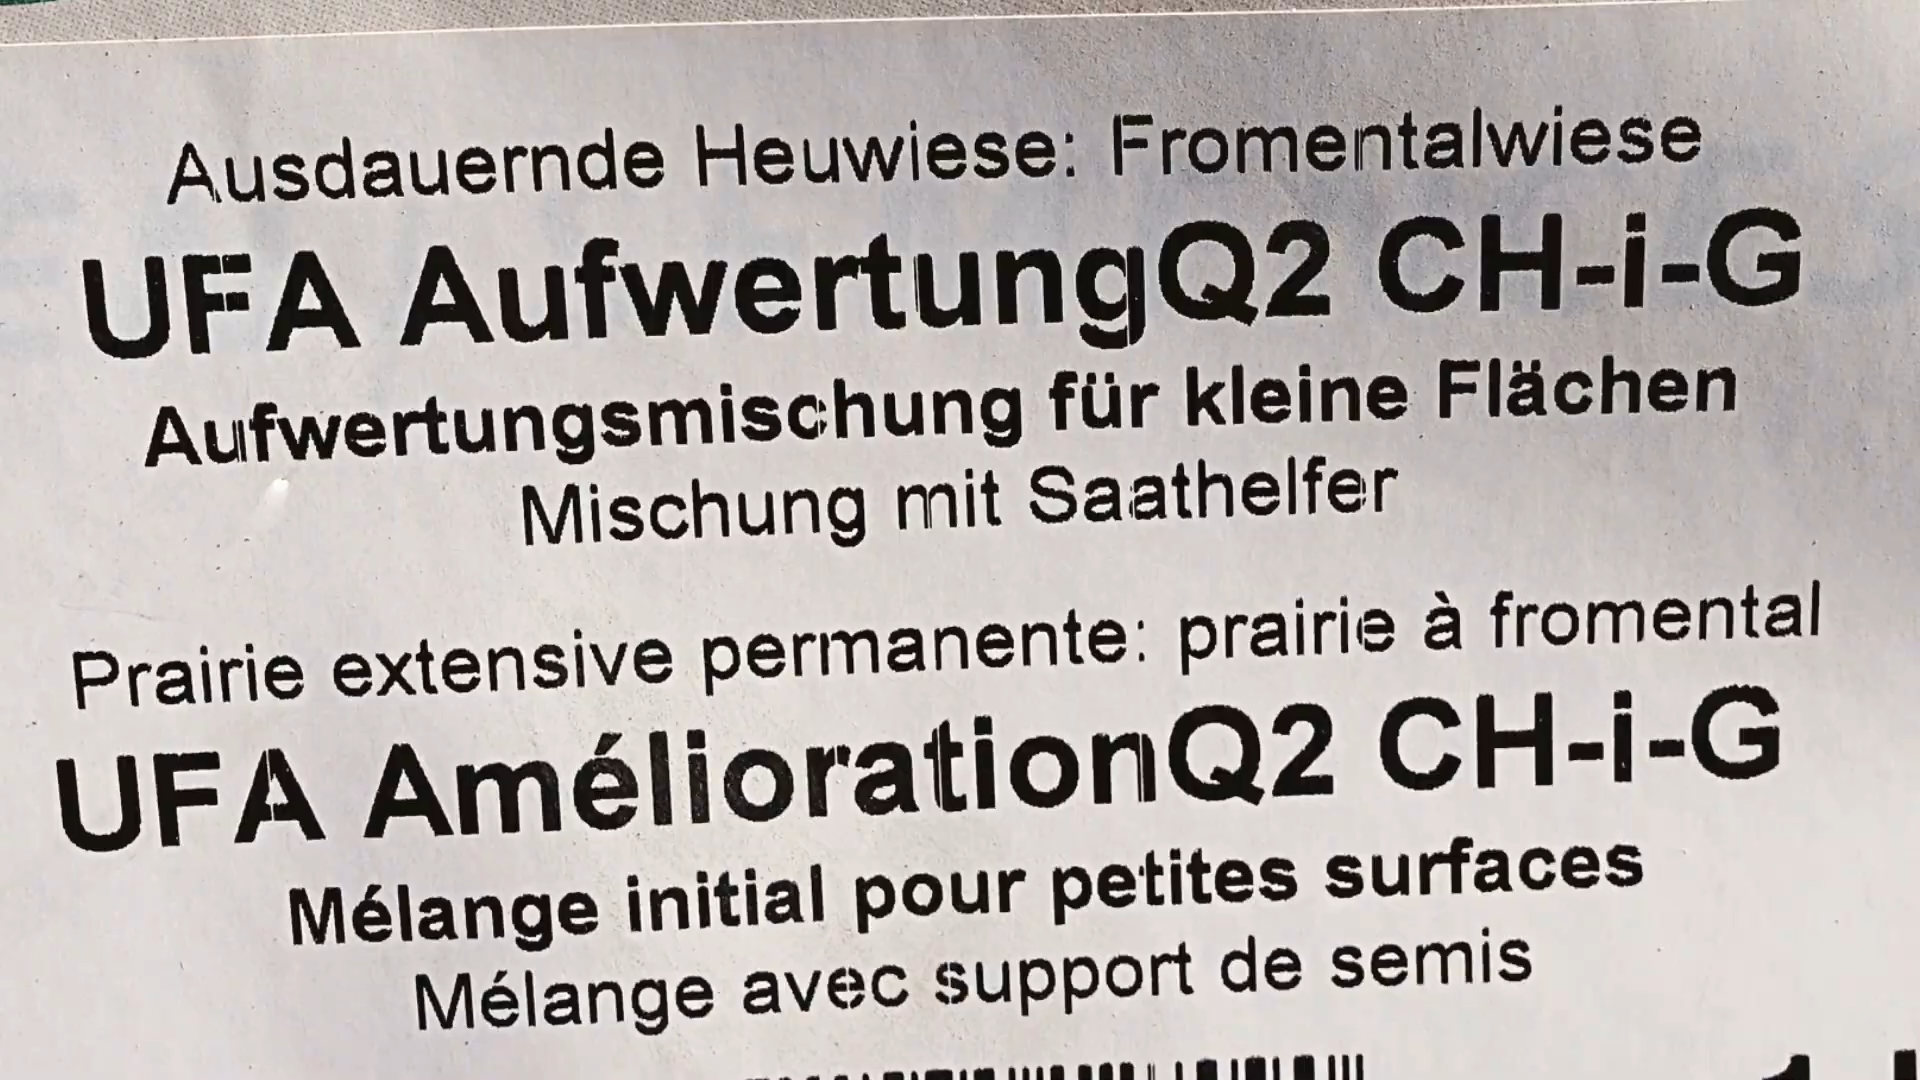 Ausdauernde Heuwiese: Fromentalwiese
UFA AufwertungQ2 CH-i-G
Aufwertungsmischung für kleine Flächen
Mischung mit Saathelfer
Prairie extensive permanente: prairie à fromental
UFA AméliorationQ2 CH-i-G
Mélange initial pour petites surfaces
Mélange avec support de semis